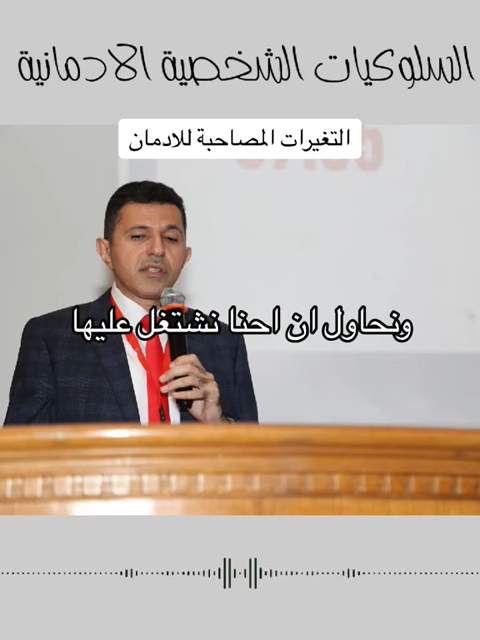 السلوكيات الشخصية الادمانية
التغيرات المصاحبة للادمان
ونحاول ان احنا نشتغل عليها